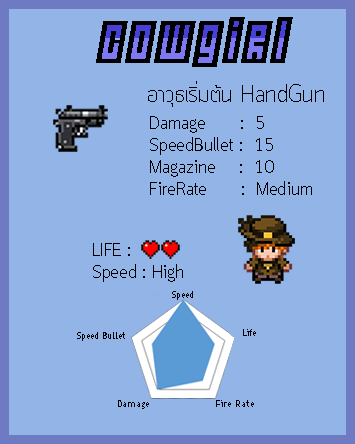 COWGIRL
อาวุธเริ่มต้น HandGun
Damage : 5
SpeedBullet : 15
Magazine : 10
FireRate : Medium
LIFE :
Speed : High
Speed
Speed Bullet
Life
Damage
Fire Rate